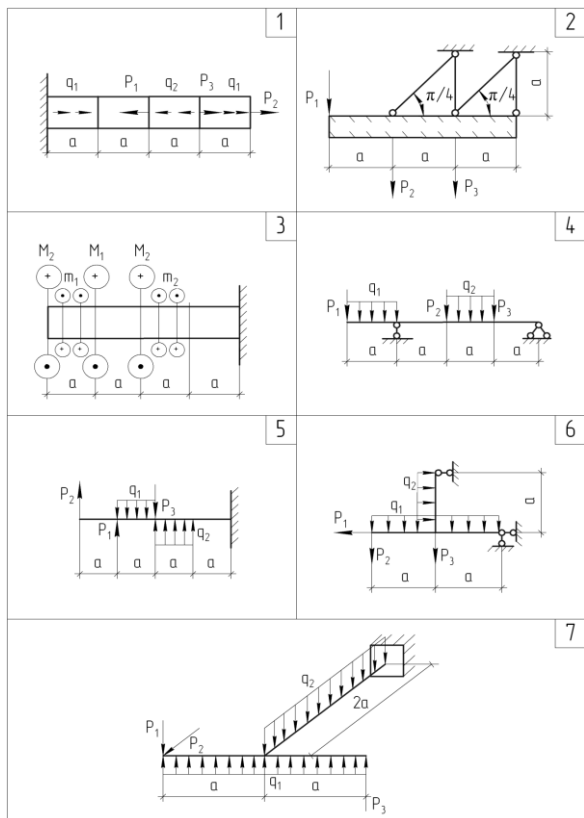 1
q₁ P₁ q₂ P₃ q₁ P₂
a a a a
2
P₁ π/4 π/4 a
a a a
P₂ P₃
3
M₂ M₁ M₂
m₁ m₂
+ + +
a a a a
4
P₁ q₁ P₂ q₂ P₃
a a a a
5
P₂ q₁ P₃
P₁ q₂
a a a a
6
q₂ a
P₁ q₁
P₂ P₃
a a
7
q₂
2a
P₁ P₂
a q₁ a
P₃